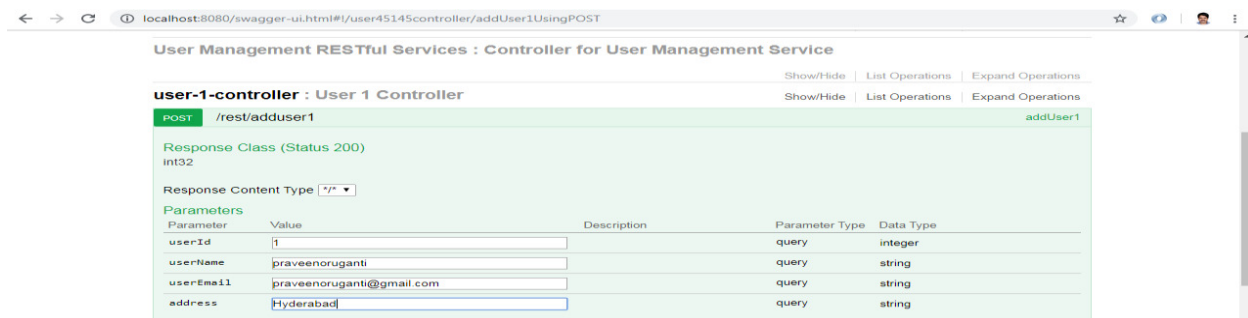 localhost:8080/swagger-ui.html#!/user45145controller/addUser1UsingPOST
User Management RESTful Services : Controller for User Management Service
Show/Hide | List Operations | Expand Operations
user-1-controller : User 1 Controller Show/Hide | List Operations | Expand Operations
POST /rest/adduser1 addUser1
Response Class (Status 200)
int32
Response Content Type */*
Parameters
Parameter Value Description Parameter Type Data Type
userId 1 query integer
userName praveenoruganti query string
userEmail praveenoruganti@gmail.com query string
address Hyderabad query string